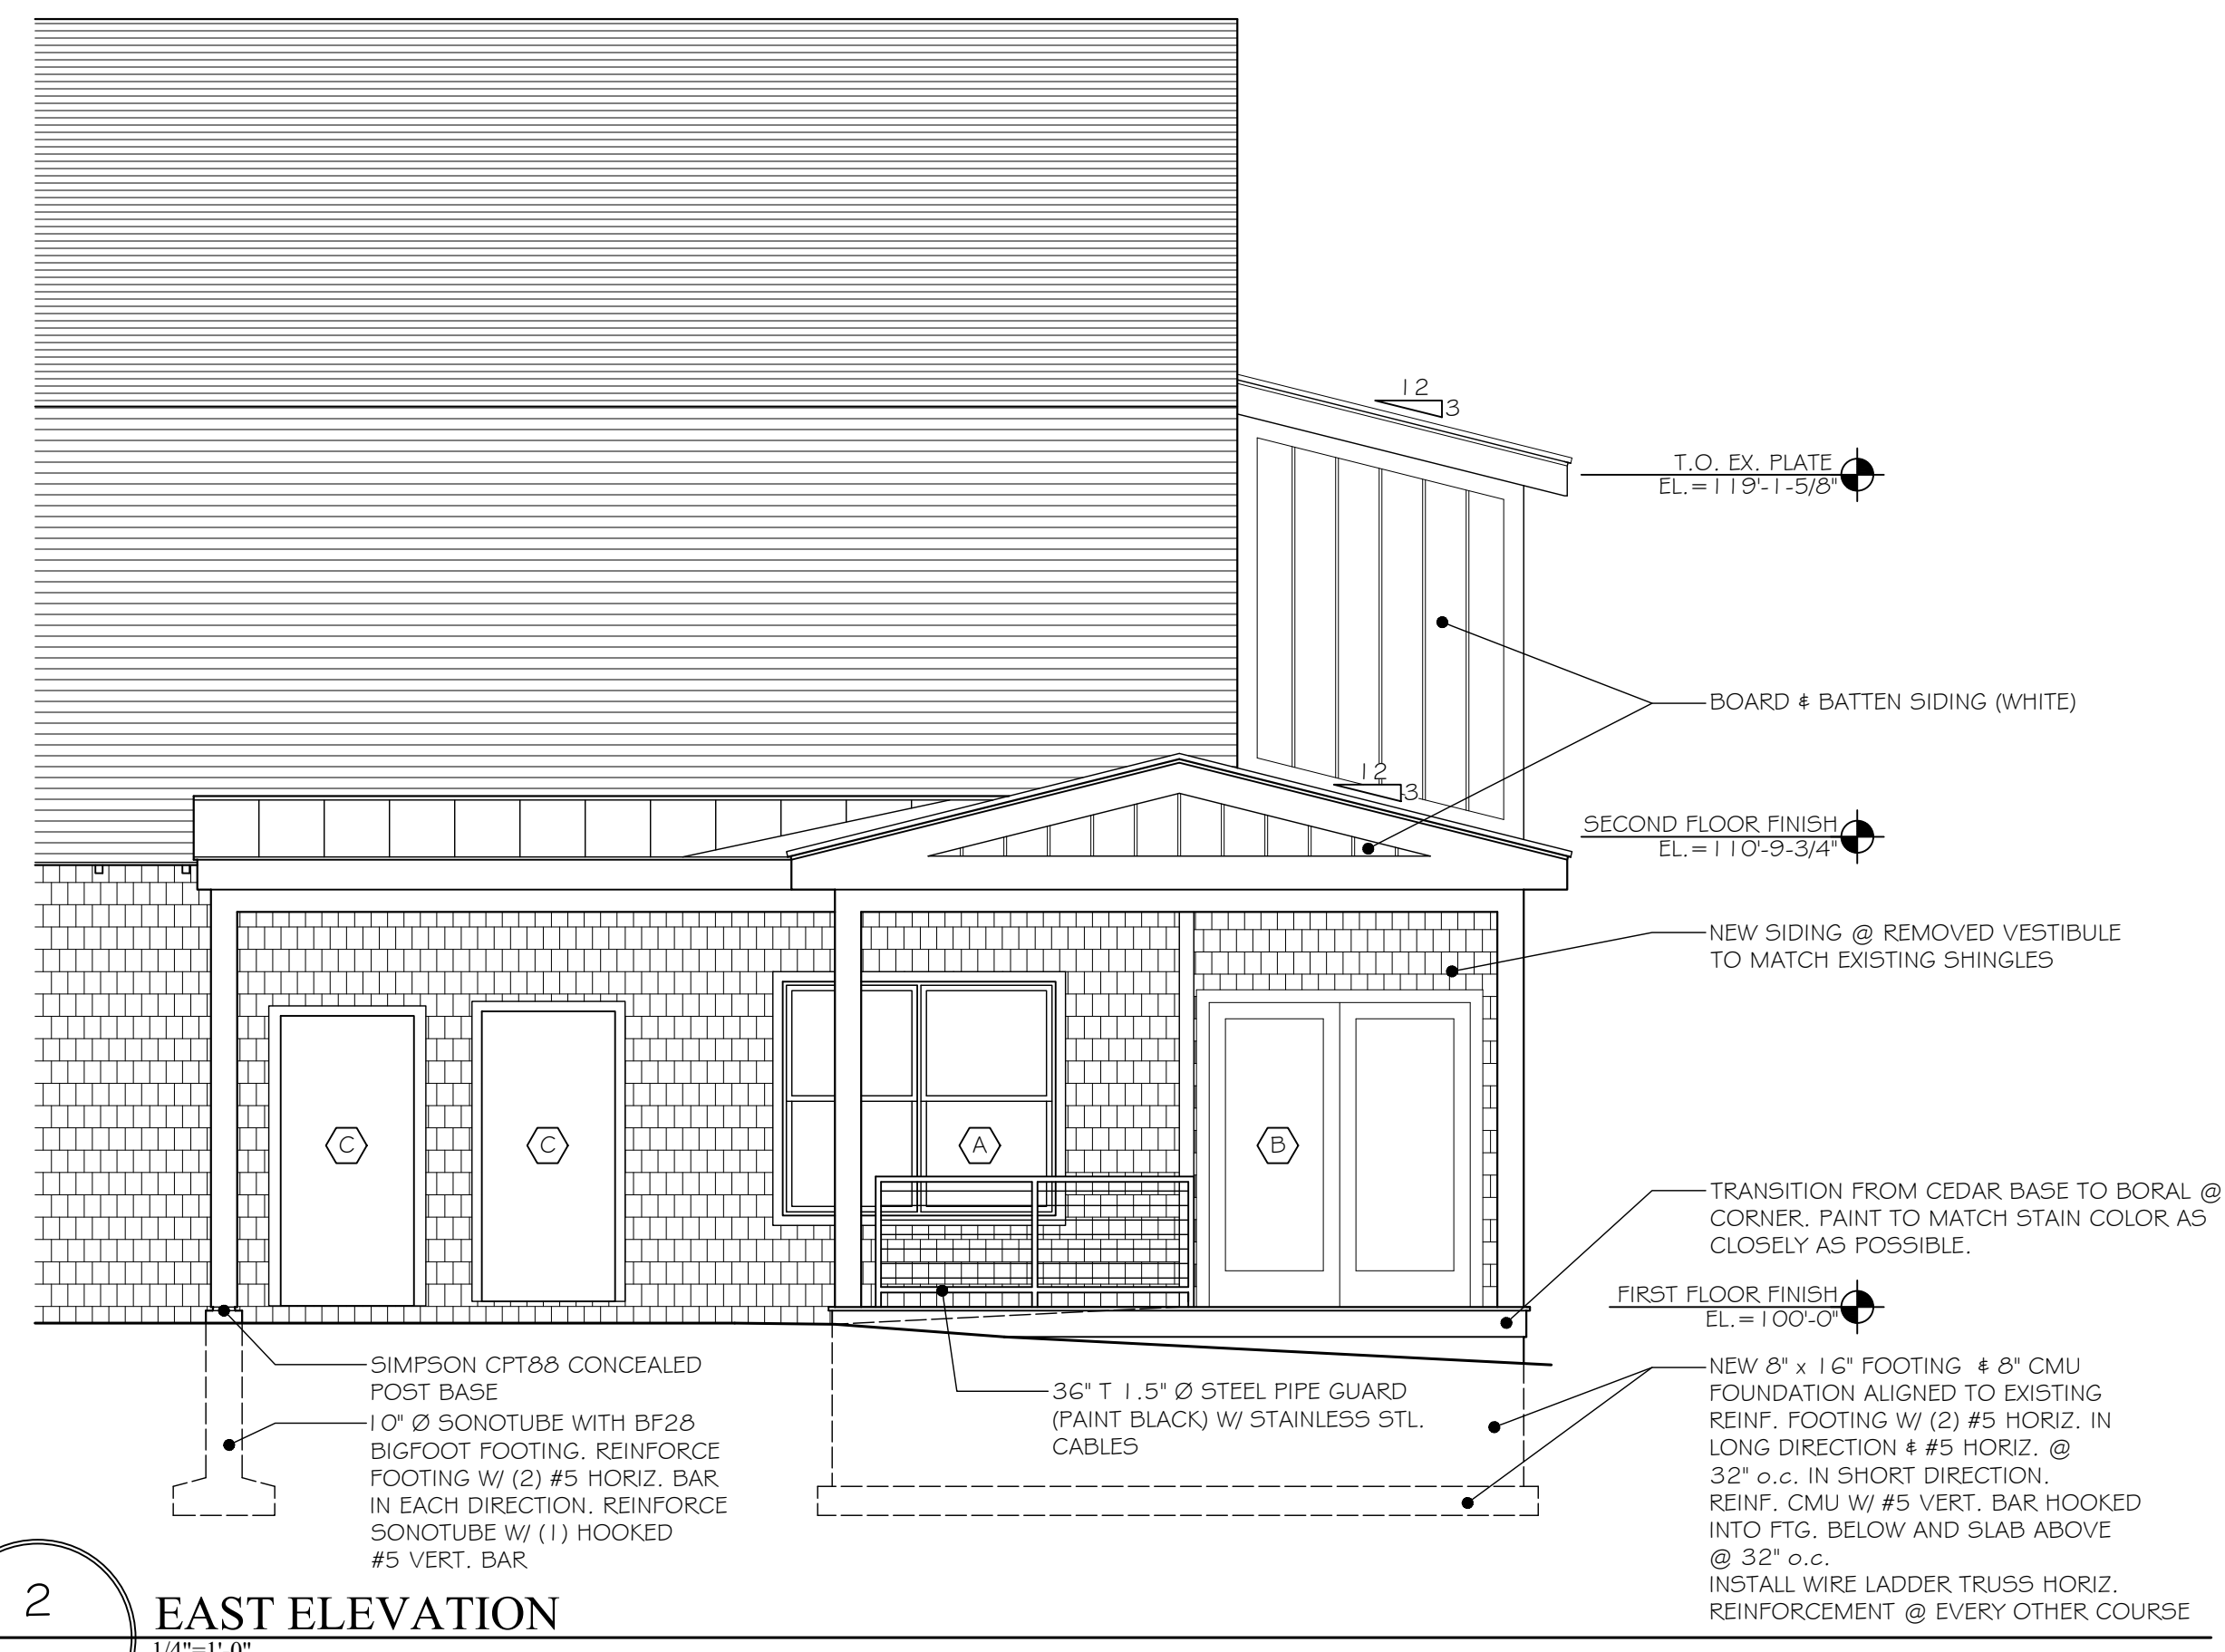 12
3
T.O. EX. PLATE
EL.=119'-1-5/8"
BOARD & BATTEN SIDING (WHITE)
12
3
SECOND FLOOR FINISH
EL.=110'-9-3/4"
NEW SIDING @ REMOVED VESTIBULE
TO MATCH EXISTING SHINGLES
C
C
A
B
TRANSITION FROM CEDAR BASE TO BORAL @
CORNER. PAINT TO MATCH STAIN COLOR AS
CLOSELY AS POSSIBLE.
FIRST FLOOR FINISH
EL.=100'-0"
SIMPSON CPT88 CONCEALED
POST BASE
10" Ø SONOTUBE WITH BF28
BIGFOOT FOOTING. REINFORCE
FOOTING W/ (2) #5 HORIZ. BAR
IN EACH DIRECTION. REINFORCE
SONOTUBE W/ (1) HOOKED
#5 VERT. BAR
36" T 1.5" Ø STEEL PIPE GUARD
(PAINT BLACK) W/ STAINLESS STL.
CABLES
NEW 8" x 16" FOOTING & 8" CMU
FOUNDATION ALIGNED TO EXISTING
REINF. FOOTING W/ (2) #5 HORIZ. IN
LONG DIRECTION & #5 HORIZ. @
32" o.c. IN SHORT DIRECTION.
REINF. CMU W/ #5 VERT. BAR HOOKED
INTO FTG. BELOW AND SLAB ABOVE
@ 32" o.c.
INSTALL WIRE LADDER TRUSS HORIZ.
REINFORCEMENT @ EVERY OTHER COURSE
2
EAST ELEVATION
1/4"=1'-0"